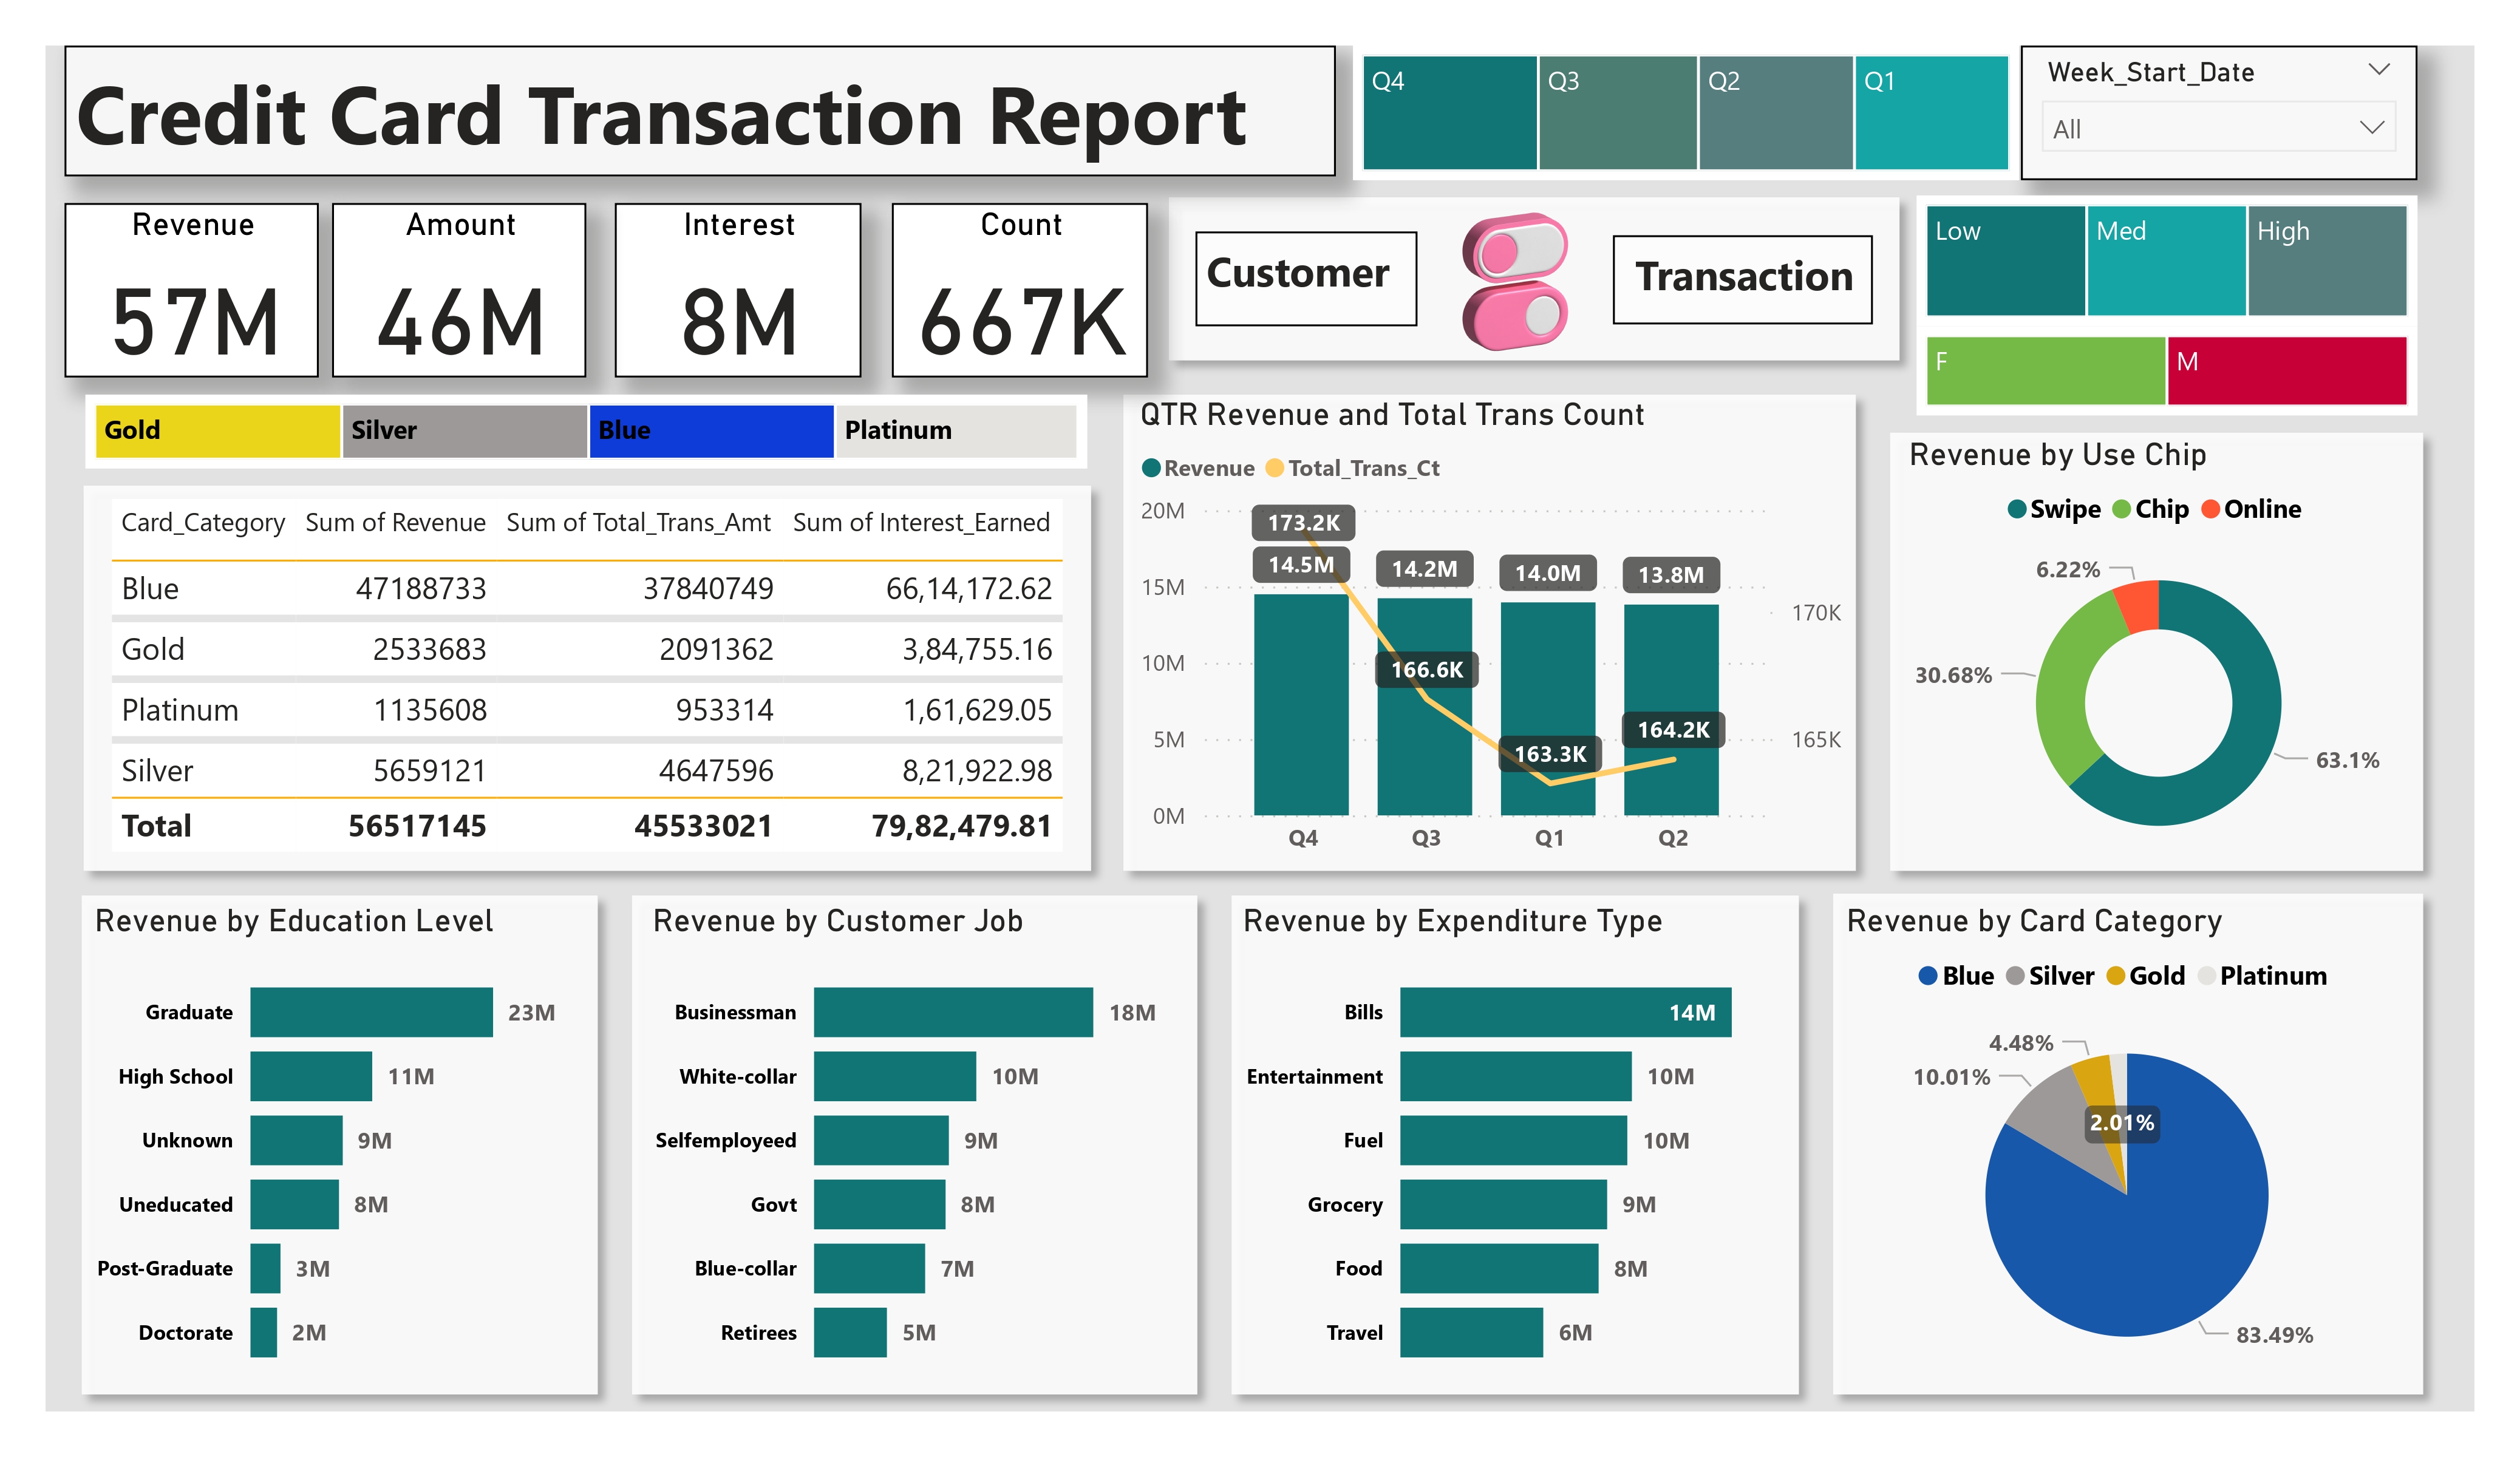 Credit Card Transaction Report
Q4 Q3 Q2 Q1
Week_Start_Date
All
Revenue
57M
Amount
46M
Interest
8M
Count
667K
Customer
Transaction
Low Med High
F M
Gold Silver Blue Platinum
Card_Category Sum of Revenue Sum of Total_Trans_Amt Sum of Interest_Earned
Blue 47188733 37840749 66,14,172.62
Gold 2533683 2091362 3,84,755.16
Platinum 1135608 953314 1,61,629.05
Silver 5659121 4647596 8,21,922.98
Total 56517145 45533021 79,82,479.81
QTR Revenue and Total Trans Count
Revenue Total_Trans_Ct
20M
15M
10M
5M
0M
173.2K
14.5M 14.2M 14.0M 13.8M
166.6K
163.3K
164.2K
170K
165K
Q4 Q3 Q1 Q2
Revenue by Use Chip
Swipe Chip Online
6.22%
30.68%
63.1%
Revenue by Education Level
Graduate 23M
High School 11M
Unknown 9M
Uneducated 8M
Post-Graduate 3M
Doctorate 2M
Revenue by Customer Job
Businessman 18M
White-collar 10M
Selfemployeed 9M
Govt 8M
Blue-collar 7M
Retirees 5M
Revenue by Expenditure Type
Bills 14M
Entertainment 10M
Fuel 10M
Grocery 9M
Food 8M
Travel 6M
Revenue by Card Category
Blue Silver Gold Platinum
4.48%
10.01%
2.01%
83.49%